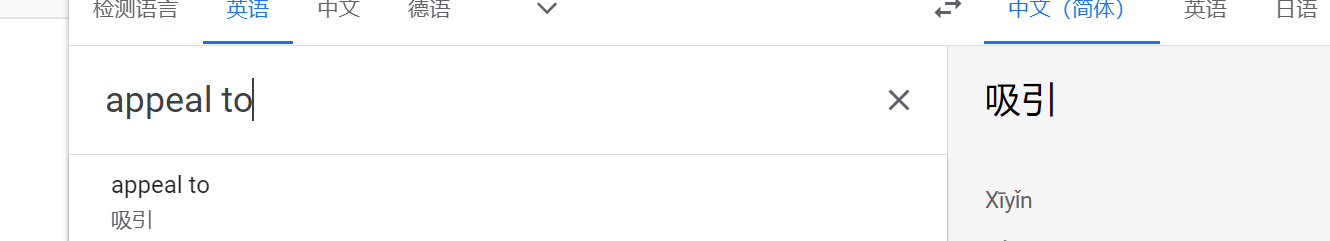 检测语言 英语 中文 德语 中文（简体） 英语 日语
appeal to 吸引
appeal to
吸引 Xīyǐn